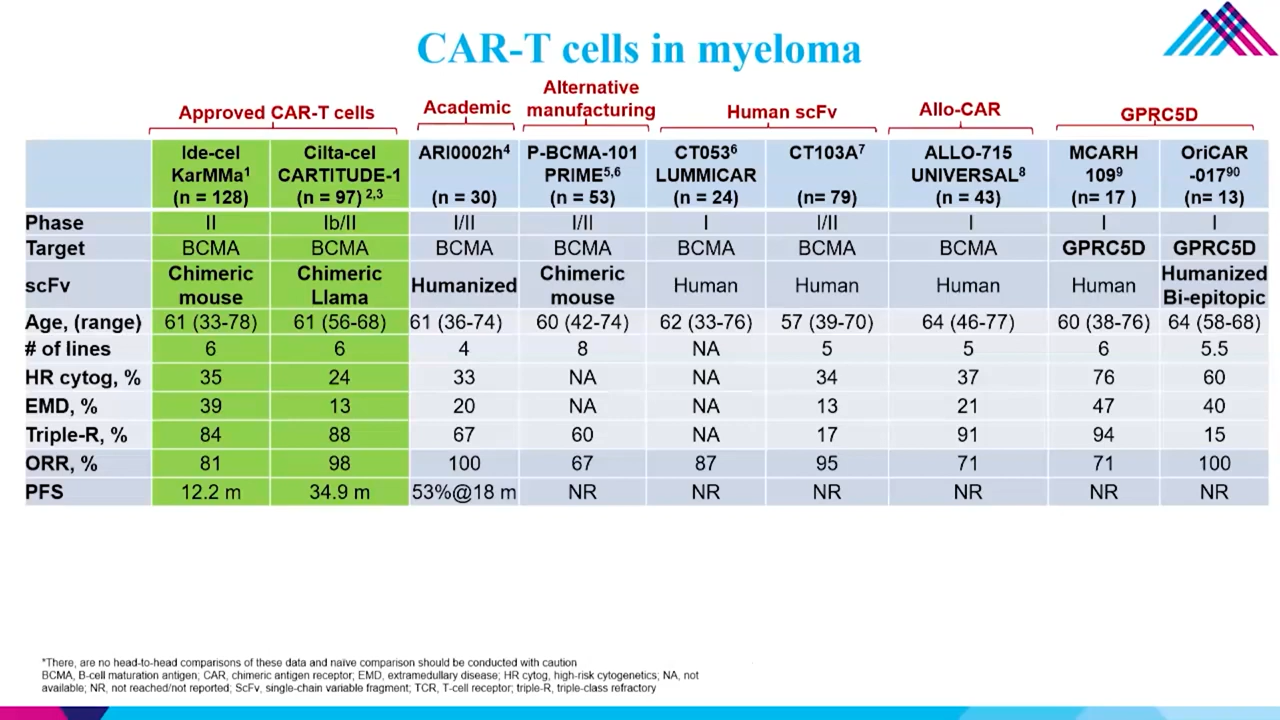 CAR-T cells in myeloma
Approved CAR-T cells
Academic
Alternative
manufacturing
Human scFv
Allo-CAR
GPRC5D
Ide-cel
KarMMa1
(n = 128)
Cilta-cel
CARTITUDE-1
(n = 97) 2,3
ARI0002h4
(n = 30)
P-BCMA-101
PRIME5,6
(n = 53)
CT0536
LUMMICAR
(n = 24)
CT103A7
(n= 79)
ALLO-715
UNIVERSAL8
(n = 43)
MCARH
1099
(n= 17 )
OriCAR
-01790
(n= 13)
Phase II Ib/II I/II I/II I I/II I I I
Target BCMA BCMA BCMA BCMA BCMA BCMA BCMA GPRC5D GPRC5D
scFv Chimeric mouse Chimeric Llama Humanized Chimeric mouse Human Human Human Human Humanized Bi-epitopic
Age, (range) 61 (33-78) 61 (56-68) 61 (36-74) 60 (42-74) 62 (33-76) 57 (39-70) 64 (46-77) 60 (38-76) 64 (58-68)
# of lines 6 6 4 8 NA 5 5 6 5.5
HR cytog, % 35 24 33 NA NA 34 37 76 60
EMD, % 39 13 20 NA NA 13 21 47 40
Triple-R, % 84 88 67 60 NA 17 91 94 15
ORR, % 81 98 100 67 87 95 71 71 100
PFS 12.2 m 34.9 m 53%@18 m NR NR NR NR NR NR
*There, are no head-to-head comparisons of these data and naïve comparison should be conducted with caution
BCMA, B-cell maturation antigen; CAR, chimeric antigen receptor; EMD, extramedullary disease; HR cytog, high-risk cytogenetics; NA, not
available; NR, not reached/not reported; ScFv, single-chain variable fragment; TCR, T-cell receptor; triple-R, triple-class refractory